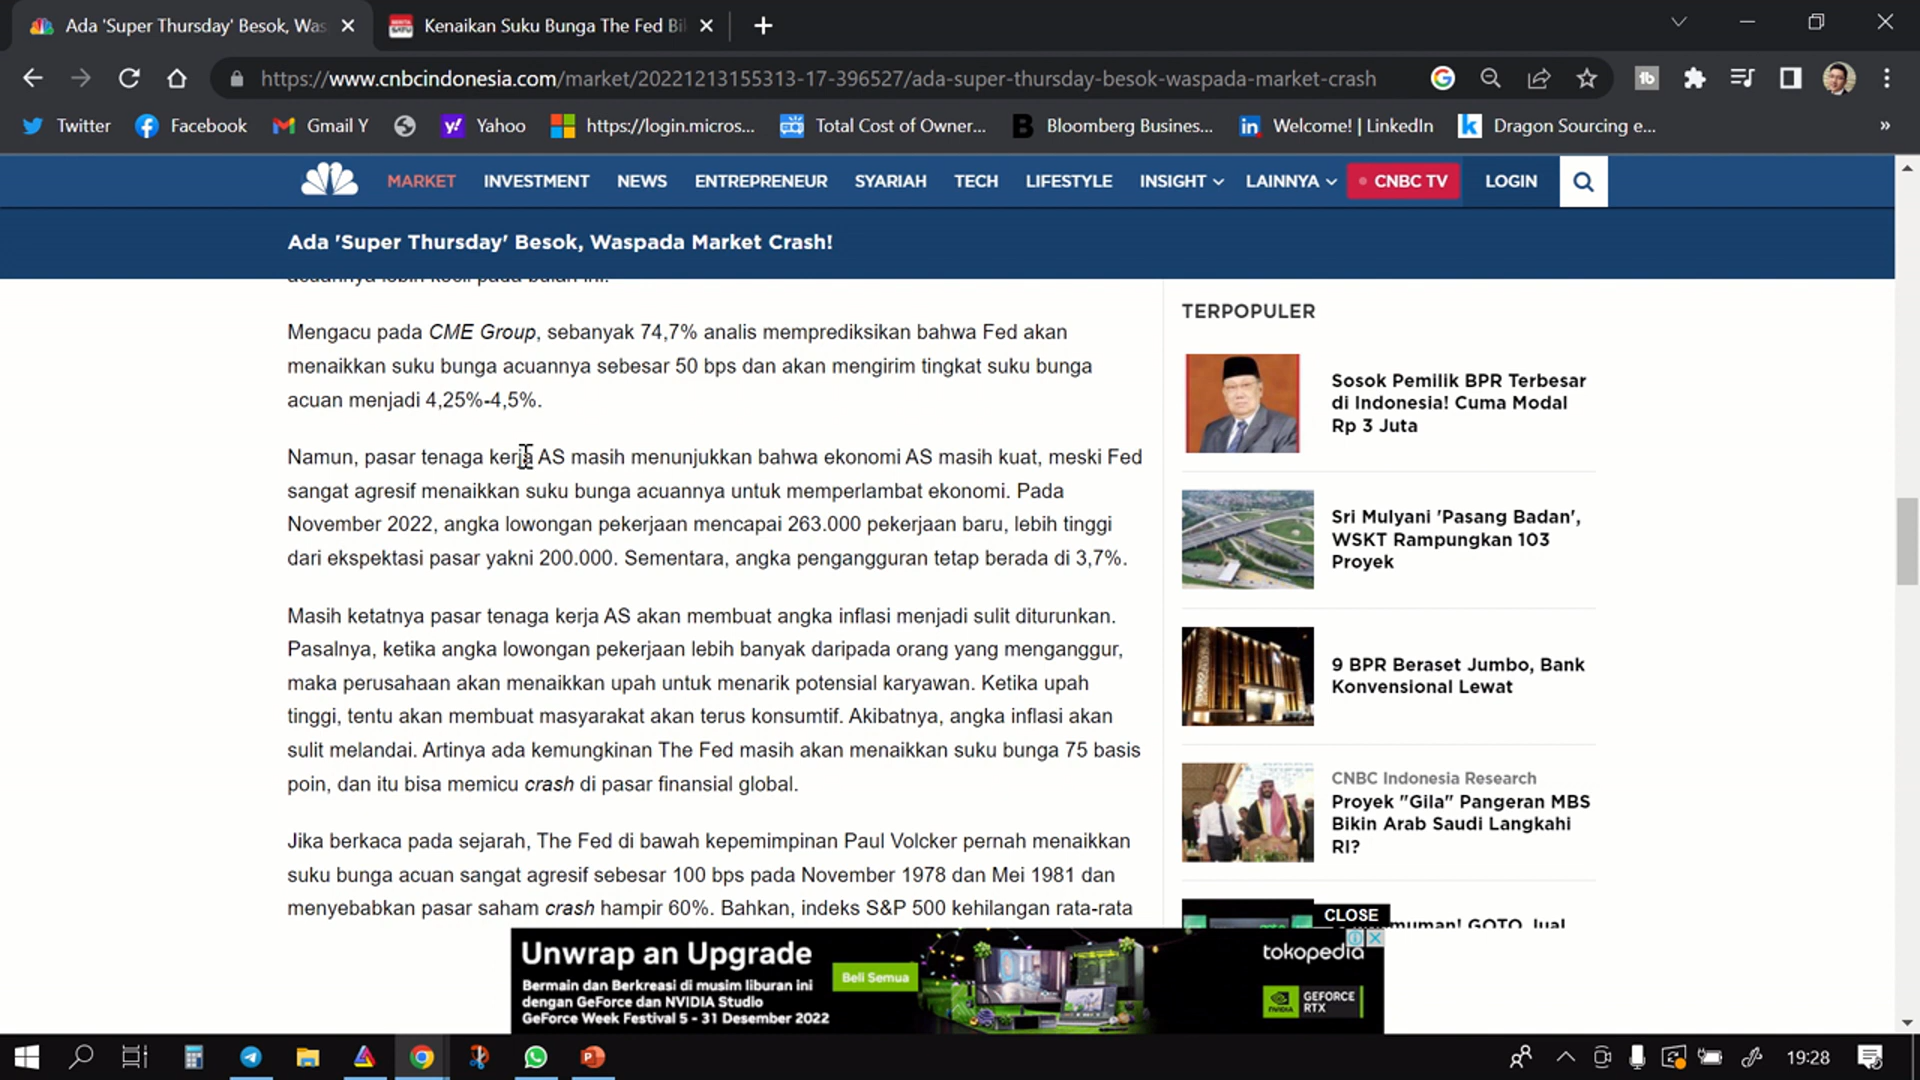 Ada 'Super Thursday' Besok, Was
Kenaikan Suku Bunga The Fed Bi
https://www.cnbcindonesia.com/market/20221213155313-17-396527/ada-super-thursday-besok-waspada-market-crash
Twitter Facebook Gmail Y Yahoo https://login.micros... Total Cost of Owner... Bloomberg Business... Welcome! | LinkedIn Dragon Sourcing e... »
MARKET INVESTMENT NEWS ENTREPRENEUR SYARIAH TECH LIFESTYLE INSIGHT LAINNYA CNBC TV LOGIN
Ada 'Super Thursday' Besok, Waspada Market Crash!
Mengacu pada CME Group, sebanyak 74,7% analis memprediksikan bahwa Fed akan
menaikkan suku bunga acuannya sebesar 50 bps dan akan mengirim tingkat suku bunga
acuan menjadi 4,25%-4,5%.
Namun, pasar tenaga kerja AS masih menunjukkan bahwa ekonomi AS masih kuat, meski Fed
sangat agresif menaikkan suku bunga acuannya untuk memperlambat ekonomi. Pada
November 2022, angka lowongan pekerjaan mencapai 263.000 pekerjaan baru, lebih tinggi
dari ekspektasi pasar yakni 200.000. Sementara, angka pengangguran tetap berada di 3,7%.
Masih ketatnya pasar tenaga kerja AS akan membuat angka inflasi menjadi sulit diturunkan.
Pasalnya, ketika angka lowongan pekerjaan lebih banyak daripada orang yang menganggur,
maka perusahaan akan menaikkan upah untuk menarik potensial karyawan. Ketika upah
tinggi, tentu akan membuat masyarakat akan terus konsumtif. Akibatnya, angka inflasi akan
sulit melandai. Artinya ada kemungkinan The Fed masih akan menaikkan suku bunga 75 basis
poin, dan itu bisa memicu crash di pasar finansial global.
Jika berkaca pada sejarah, The Fed di bawah kepemimpinan Paul Volcker pernah menaikkan
suku bunga acuan sangat agresif sebesar 100 bps pada November 1978 dan Mei 1981 dan
menyebabkan pasar saham crash hampir 60%. Bahkan, indeks S&P 500 kehilangan rata-rata
TERPOPULER
Sosok Pemilik BPR Terbesar
di Indonesia! Cuma Modal
Rp 3 Juta
Sri Mulyani 'Pasang Badan',
WSKT Rampungkan 103
Proyek
9 BPR Beraset Jumbo, Bank
Konvensional Lewat
CNBC Indonesia Research
Proyek "Gila" Pangeran MBS
Bikin Arab Saudi Langkahi
RI?
CLOSE
GOTO Jual
Unwrap an Upgrade
Bermain dan Berkreasi di musim liburan ini
dengan GeForce dan NVIDIA Studio
GeForce Week Festival 5 - 31 Desember 2022
Beli Semua
tokopedia
NVIDIA
GEFORCE
RTX
19:28